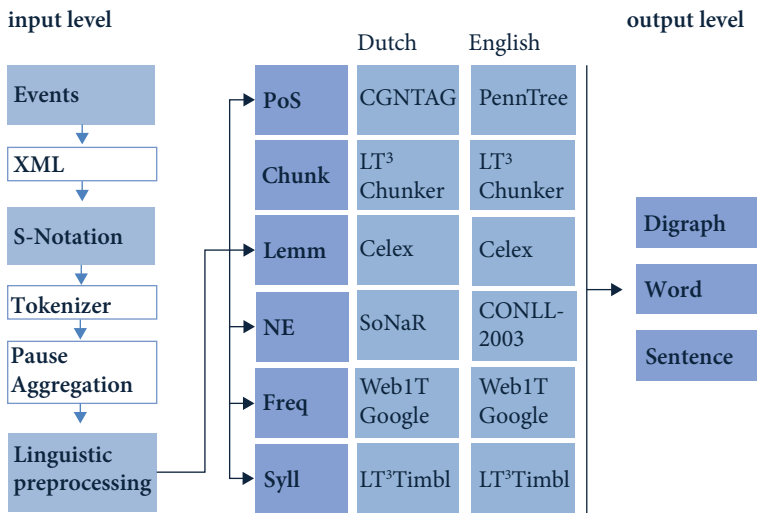 input level
Events
XML
S-Notation
Tokenizer
Pause
Aggregation
Linguistic
preprocessing
Dutch English
PoS CGNTAG PennTree
Chunk LT³ Chunker LT³ Chunker
Lemm Celex Celex
NE SoNaR CONLL-2003
Freq Web1T Google Web1T Google
Syll LT³Timbl LT³Timbl
output level
Digraph
Word
Sentence